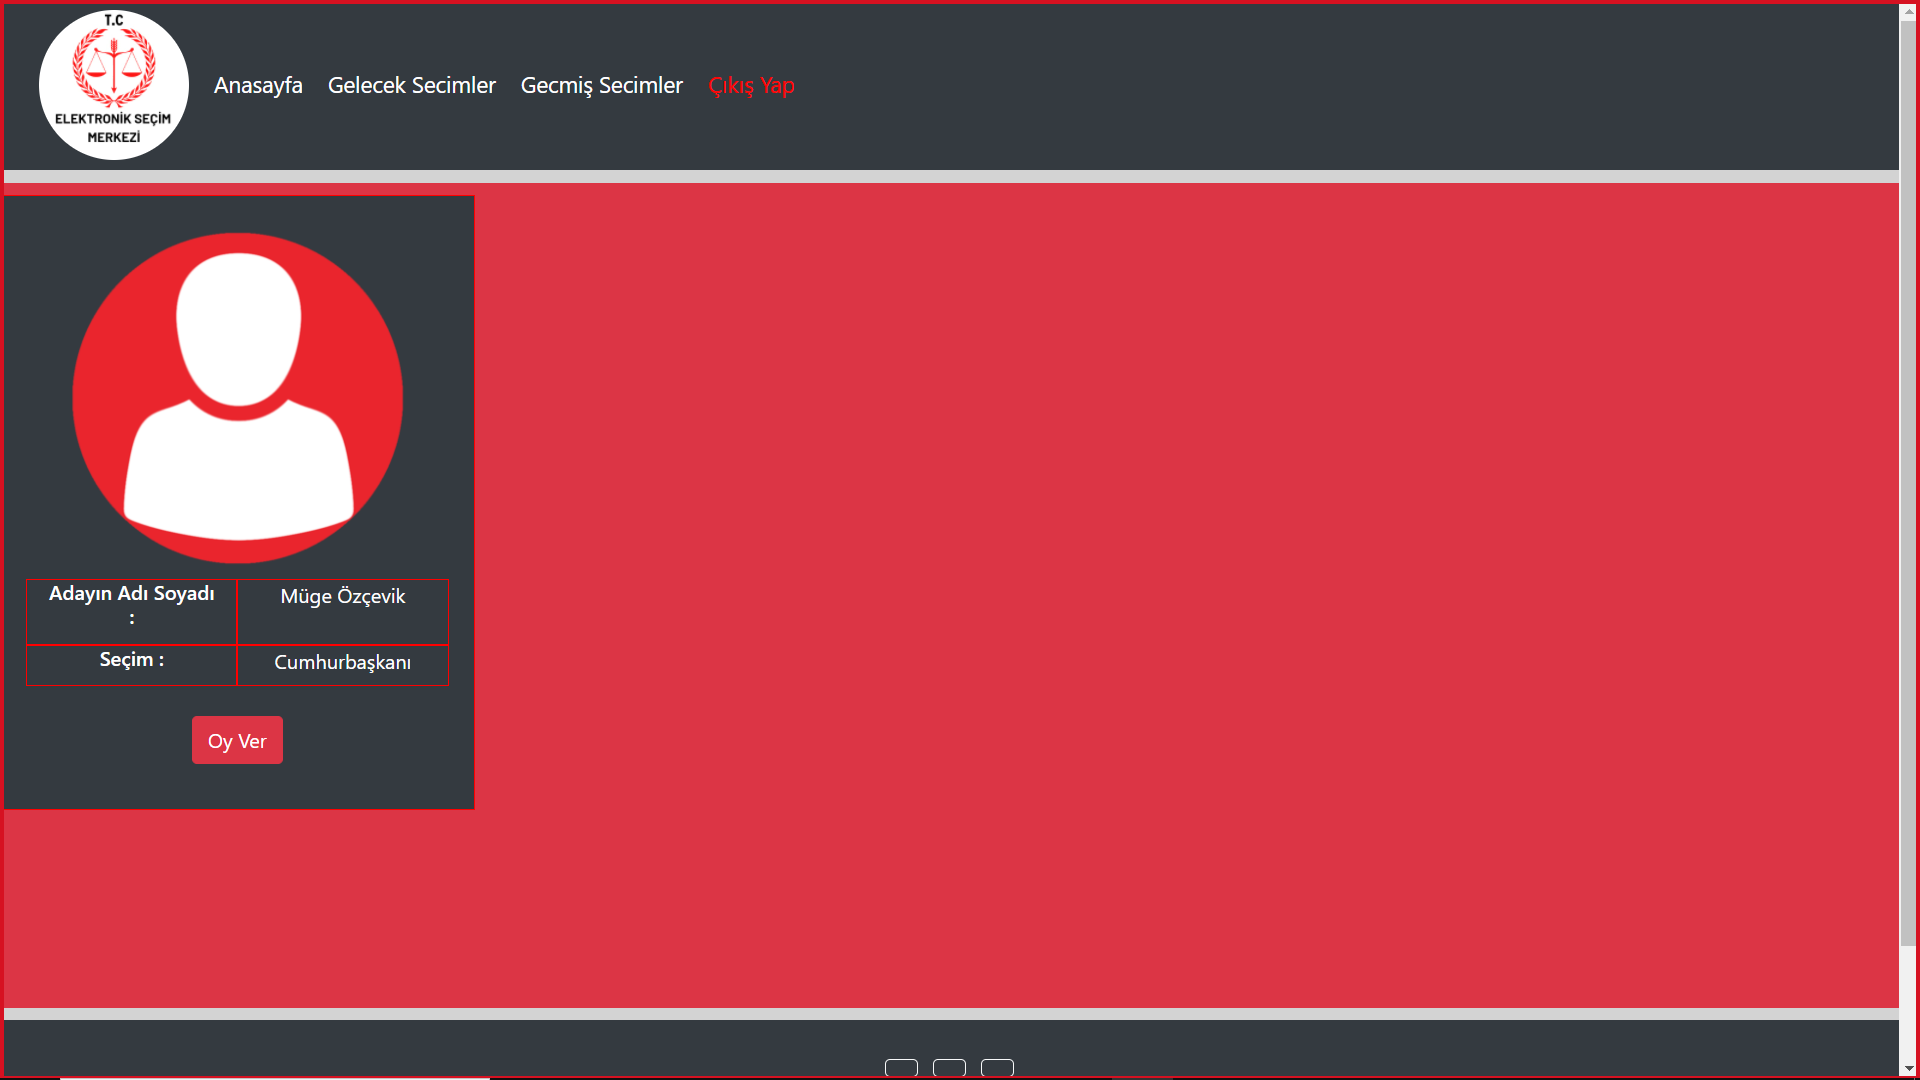 T.C
ELEKTRONİK SEÇİM
MERKEZİ
Anasayfa Gelecek Secimler Gecmiş Secimler Çıkış Yap
Adayın Adı Soyadı
:
Müge Özçevik
Seçim : Cumhurbaşkanı
Oy Ver